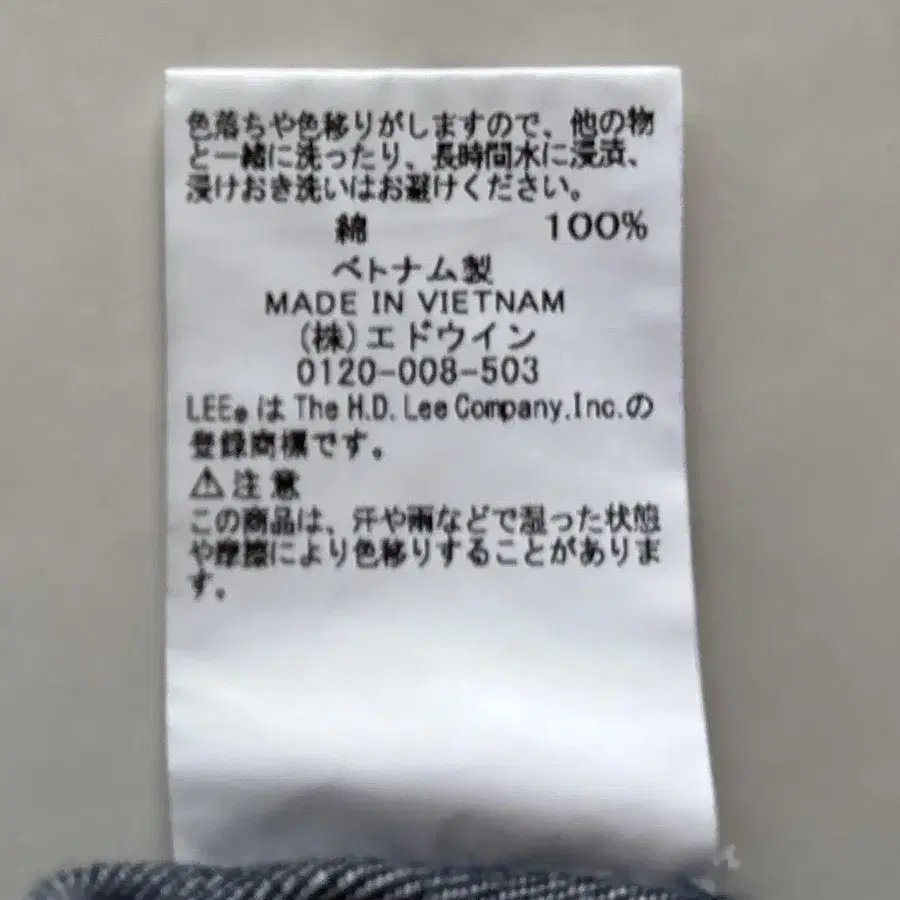 色落ちや色移りがしますので、他の物
と一緒に洗ったり、長時間水に浸漬、
浸けおき洗いはお避けください。
綿 100%
ベトナム製
MADE IN VIETNAM
(株)エドウイン
0120-008-503
LEE® は The H.D. Lee Company,Inc.の
登録商標です。
⚠注意
この商品は、汗や雨などで湿った状態
や摩擦により色移りすることがありま
す。